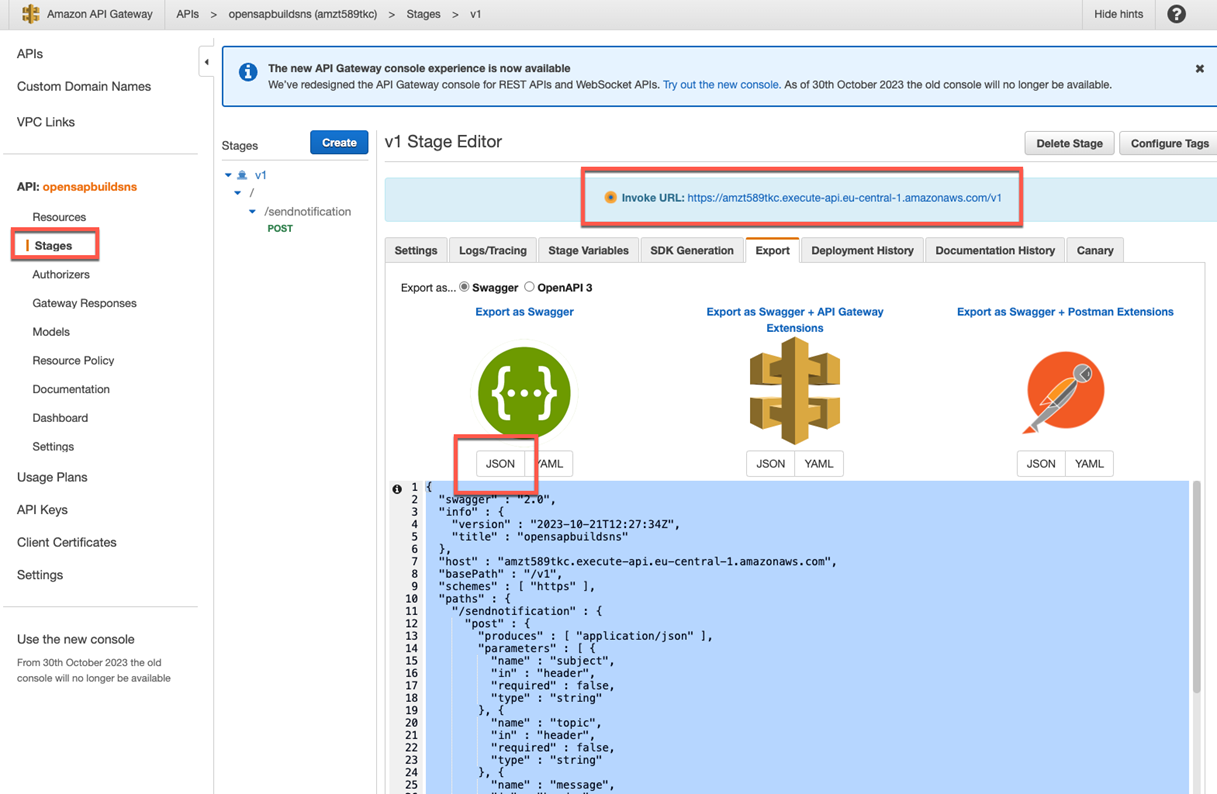 Amazon API Gateway APIs > opensapbuildsns (amzt589tkc) > Stages > v1 Hide hints ?
APIs
Custom Domain Names
VPC Links
API: opensapbuildsns
Resources
Stages
Authorizers
Gateway Responses
Models
Resource Policy
Documentation
Dashboard
Settings
Usage Plans
API Keys
Client Certificates
Settings
Use the new console
From 30th October 2023 the old
console will no longer be available
The new API Gateway console experience is now available
We've redesigned the API Gateway console for REST APIs and WebSocket APIs. Try out the new console. As of 30th October 2023 the old console will no longer be available.
Stages Create
v1
/
/sendnotification
POST
v1 Stage Editor Delete Stage Configure Tags
Invoke URL: https://amzt589tkc.execute-api.eu-central-1.amazonaws.com/v1
Settings Logs/Tracing Stage Variables SDK Generation Export Deployment History Documentation History Canary
Export as... Swagger OpenAPI 3
Export as Swagger
Export as Swagger + API Gateway
Extensions
Export as Swagger + Postman Extensions
JSON YAML JSON YAML JSON YAML
1 {
2 "swagger" : "2.0",
3 "info" : {
4 "version" : "2023-10-21T12:27:34Z",
5 "title" : "opensapbuildsns"
6 },
7 "host" : "amzt589tkc.execute-api.eu-central-1.amazonaws.com",
8 "basePath" : "/v1",
9 "schemes" : [ "https" ],
10 "paths" : {
11 "/sendnotification" : {
12 "post" : {
13 "produces" : [ "application/json" ],
14 "parameters" : [ {
15 "name" : "subject",
16 "in" : "header",
17 "required" : false,
18 "type" : "string"
19 }, {
20 "name" : "topic",
21 "in" : "header",
22 "required" : false,
23 "type" : "string"
24 }, {
25 "name" : "message",